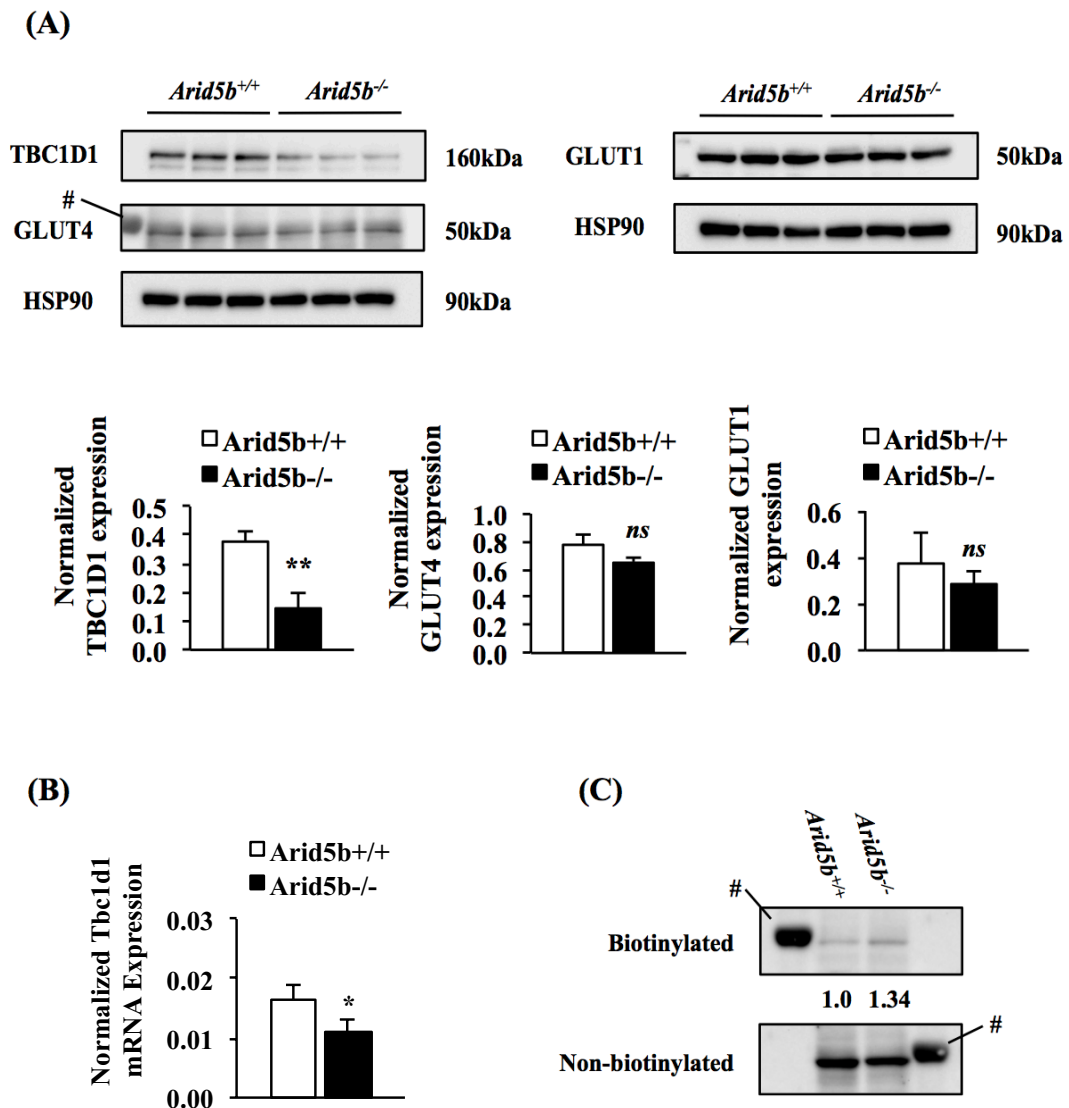 (A)
Arid5b+/+ Arid5b-/-
TBC1D1 160kDa
#
GLUT4 50kDa
HSP90 90kDa
Arid5b+/+ Arid5b-/-
GLUT1 50kDa
HSP90 90kDa
Normalized
TBC1D1 expression
Arid5b+/+
Arid5b-/-
0.5
0.4
0.3
0.2
0.1
0.0
**
Normalized
GLUT4 expression
Arid5b+/+
Arid5b-/-
1.0
0.8
0.6
0.4
0.2
0.0
ns
Normalized GLUT1
expression
Arid5b+/+
Arid5b-/-
0.6
0.4
0.2
0.0
ns
(B)
Normalized Tbc1d1
mRNA Expression
Arid5b+/+
Arid5b-/-
0.03
0.02
0.01
0.00
*
(C)
Arid5b+/+ Arid5b-/-
#
Biotinylated
1.0 1.34
#
Non-biotinylated